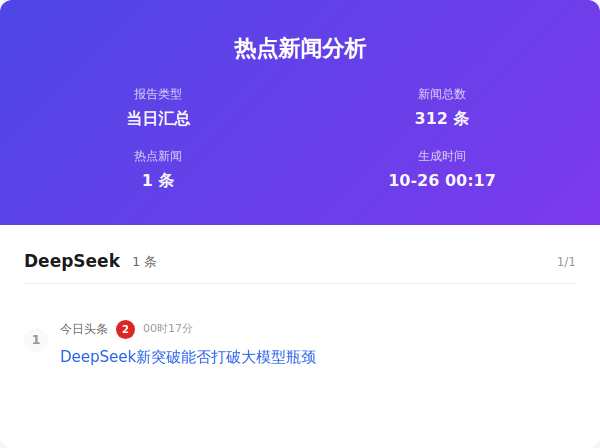 热点新闻分析
报告类型
当日汇总
新闻总数
312 条
热点新闻
1 条
生成时间
10-26 00:17
DeepSeek 1 条 1/1
1
今日头条 2 00时17分
DeepSeek新突破能否打破大模型瓶颈